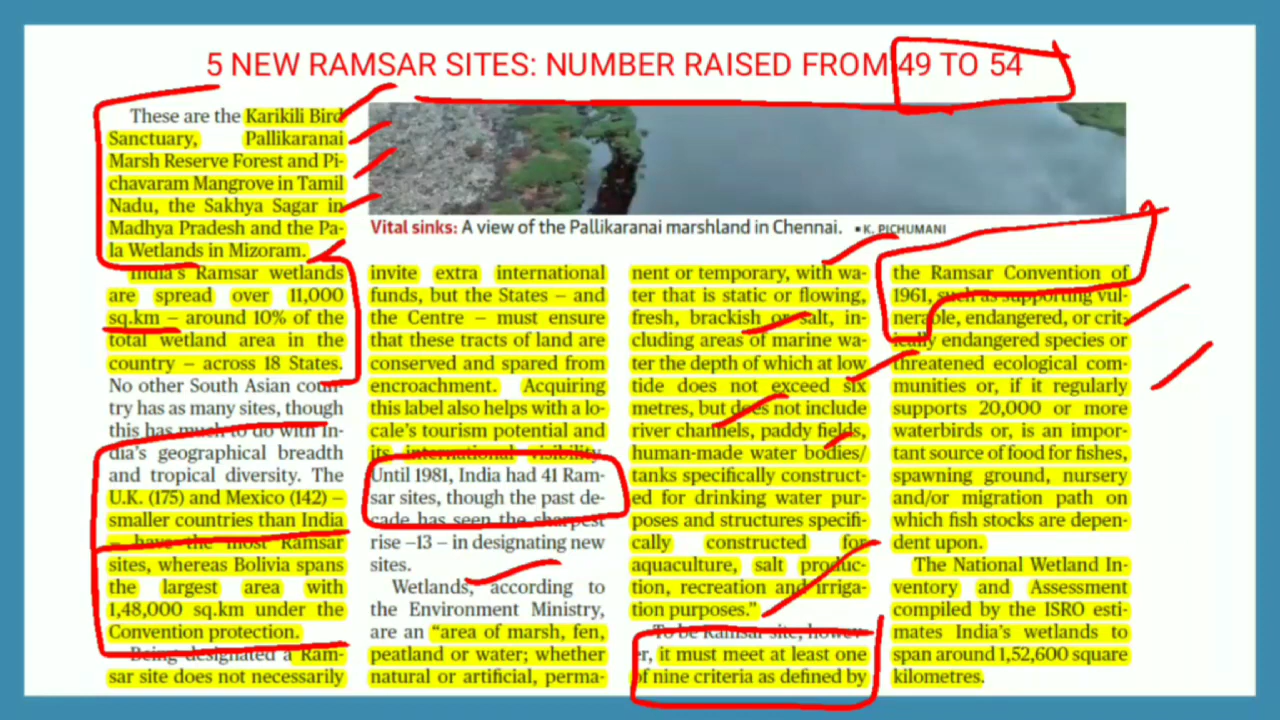 5 NEW RAMSAR SITES: NUMBER RAISED FROM 49 TO 54
These are the Karikili Bird
Sanctuary, Pallikaranai
Marsh Reserve Forest and Pi-
chavaram Mangrove in Tamil
Nadu, the Sakhya Sagar in
Madhya Pradesh and the Pa-
la Wetlands in Mizoram.
India's Ramsar wetlands
are spread over 11,000
sq.km – around 10% of the
total wetland area in the
country – across 18 States.
No other South Asian coun-
try has as many sites, though
this has much to do with In-
dia's geographical breadth
and tropical diversity. The
U.K. (175) and Mexico (142) –
smaller countries than India
– have the most Ramsar
sites, whereas Bolivia spans
the largest area with
1,48,000 sq.km under the
Convention protection.
Being designated a Ram-
sar site does not necessarily
Vital sinks: A view of the Pallikaranai marshland in Chennai. ▪ K. PICHUMANI
invite extra international
funds, but the States – and
the Centre – must ensure
that these tracts of land are
conserved and spared from
encroachment. Acquiring
this label also helps with a lo-
cale's tourism potential and
its international visibility.
Until 1981, India had 41 Ram-
sar sites, though the past de-
cade has seen the sharpest
rise –13 – in designating new
sites.
Wetlands, according to
the Environment Ministry,
are an “area of marsh, fen,
peatland or water; whether
natural or artificial, perma-
nent or temporary, with wa-
ter that is static or flowing,
fresh, brackish or salt, in-
cluding areas of marine wa-
ter the depth of which at low
tide does not exceed six
metres, but does not include
river channels, paddy fields,
human-made water bodies/
tanks specifically construct-
ed for drinking water pur-
poses and structures specifi-
cally constructed for
aquaculture, salt produc-
tion, recreation and irriga-
tion purposes.”
To be Ramsar site, howev-
er, it must meet at least one
of nine criteria as defined by
the Ramsar Convention of
1961, such as supporting vul-
nerable, endangered, or crit-
ically endangered species or
threatened ecological com-
munities or, if it regularly
supports 20,000 or more
waterbirds or, is an impor-
tant source of food for fishes,
spawning ground, nursery
and/or migration path on
which fish stocks are depen-
dent upon.
The National Wetland In-
ventory and Assessment
compiled by the ISRO esti-
mates India's wetlands to
span around 1,52,600 square
kilometres.